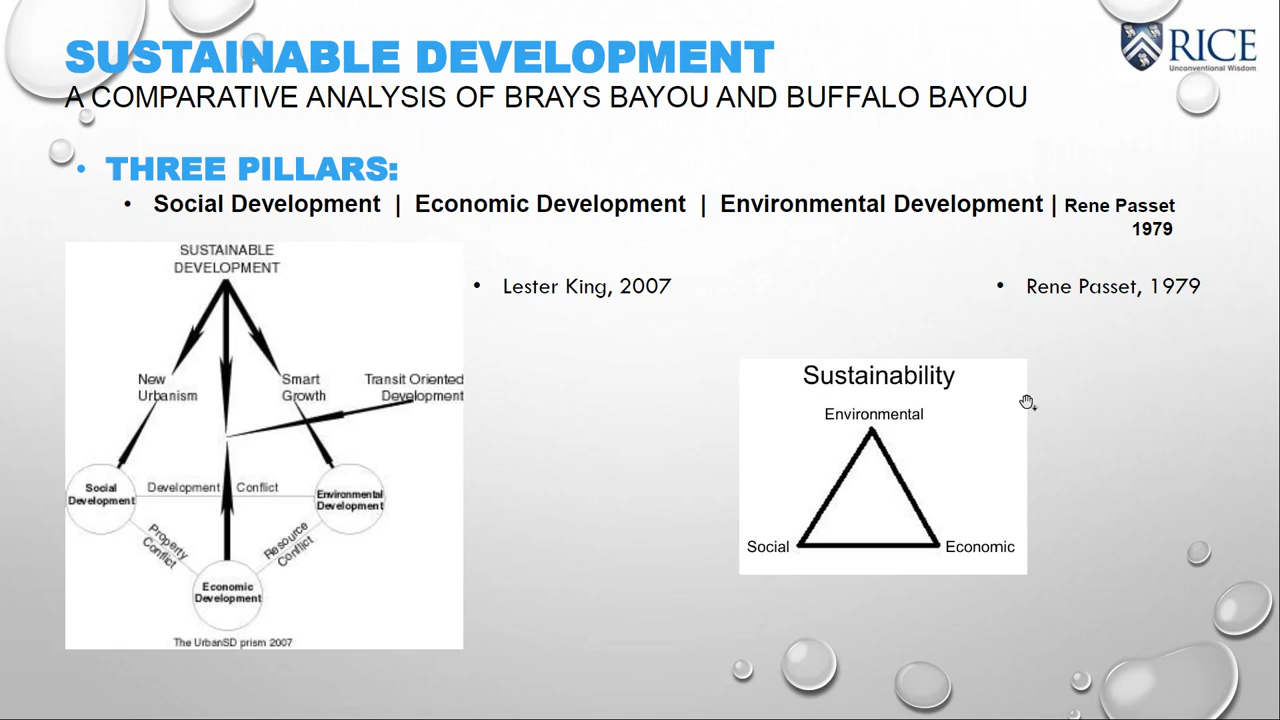 SUSTAINABLE DEVELOPMENT
A COMPARATIVE ANALYSIS OF BRAYS BAYOU AND BUFFALO BAYOU
RICE
Unconventional Wisdom
• THREE PILLARS:
• Social Development | Economic Development | Environmental Development | Rene Passet
1979
SUSTAINABLE
DEVELOPMENT
New
Urbanism
Smart
Growth
Transit Oriented
Development
Social
Development
Development Conflict
Environmental
Development
Property
Conflict
Resource
Conflict
Economic
Development
The UrbanSD prism 2007
• Lester King, 2007
• Rene Passet, 1979
Sustainability
Environmental
Social
Economic